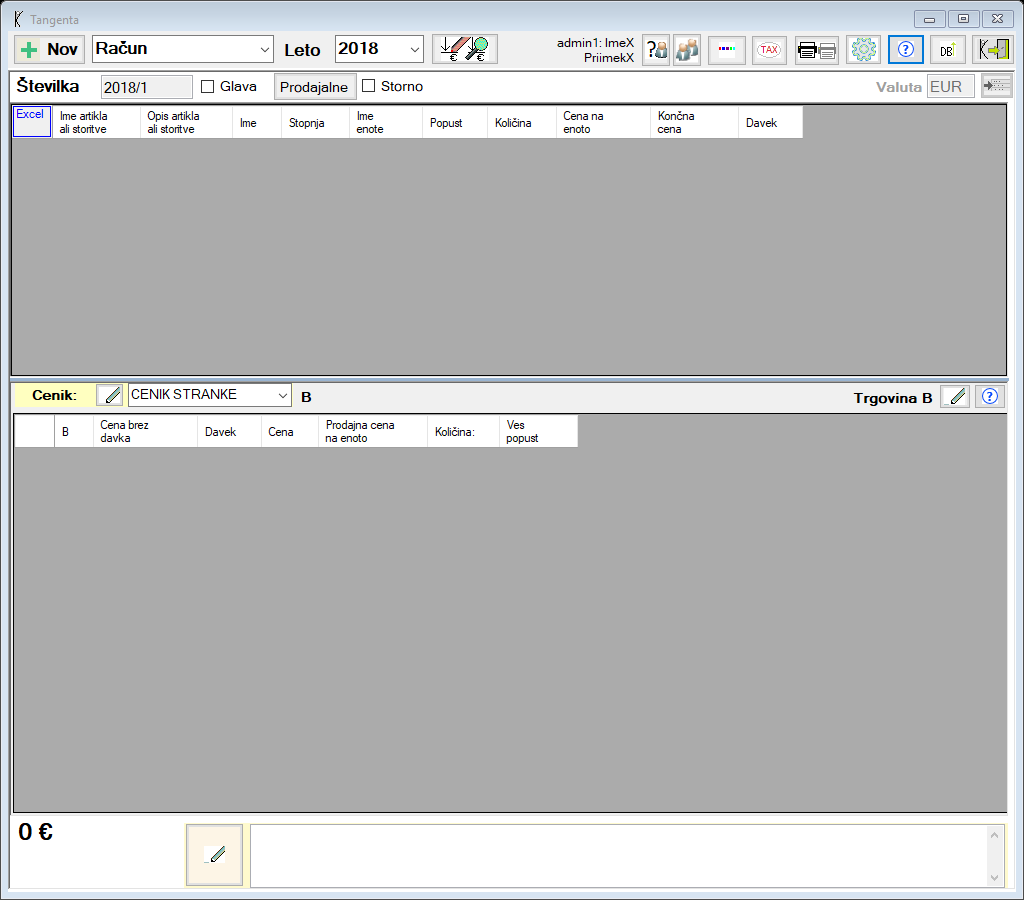 Tangenta
Nov Račun Leto 2018 € € admin1: ImeX
PriimekX ? TAX ? DB K
Številka 2018/1 Glava Prodajalne Storno Valuta EUR
Excel Ime artikla
ali storitve Opis artikla
ali storitve Ime Stopnja Ime
enote Popust Količina Cena na
enoto Končna
cena Davek
Cenik: CENIK STRANKE B Trgovina B ?
B Cena brez
davka Davek Cena Prodajna cena
na enoto Količina: Ves
popust
0 €